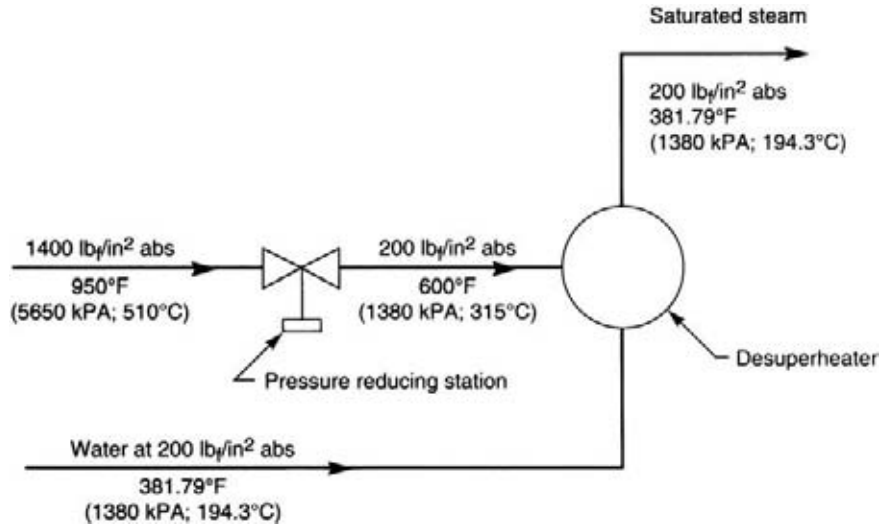 Saturated steam
200 lbf/in² abs
381.79°F
(1380 kPA; 194.3°C)
1400 lbf/in² abs
950°F
(5650 kPA; 510°C)
200 lbf/in² abs
600°F
(1380 kPA; 315°C)
Pressure reducing station
Desuperheater
Water at 200 lbf/in² abs
381.79°F
(1380 kPA; 194.3°C)